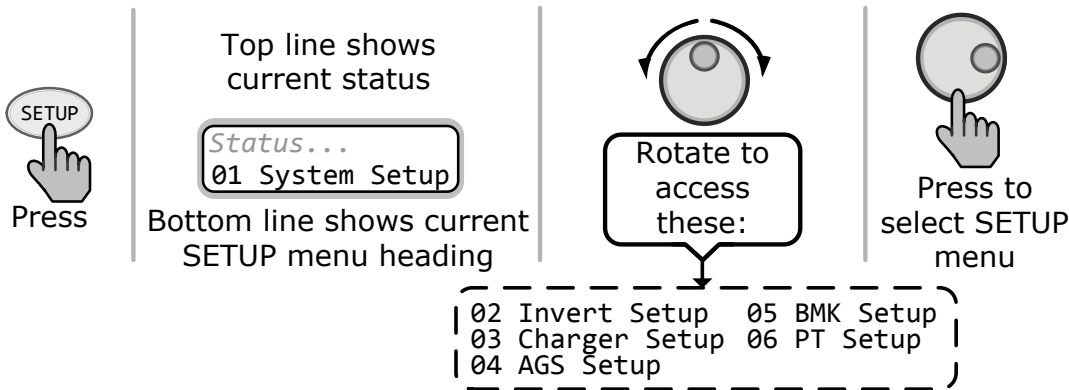 SETUP
Press
Top line shows
current status
Status...
01 System Setup
Bottom line shows current
SETUP menu heading
Rotate to
access
these:
02 Invert Setup 05 BMK Setup
03 Charger Setup 06 PT Setup
04 AGS Setup
Press to
select SETUP
menu